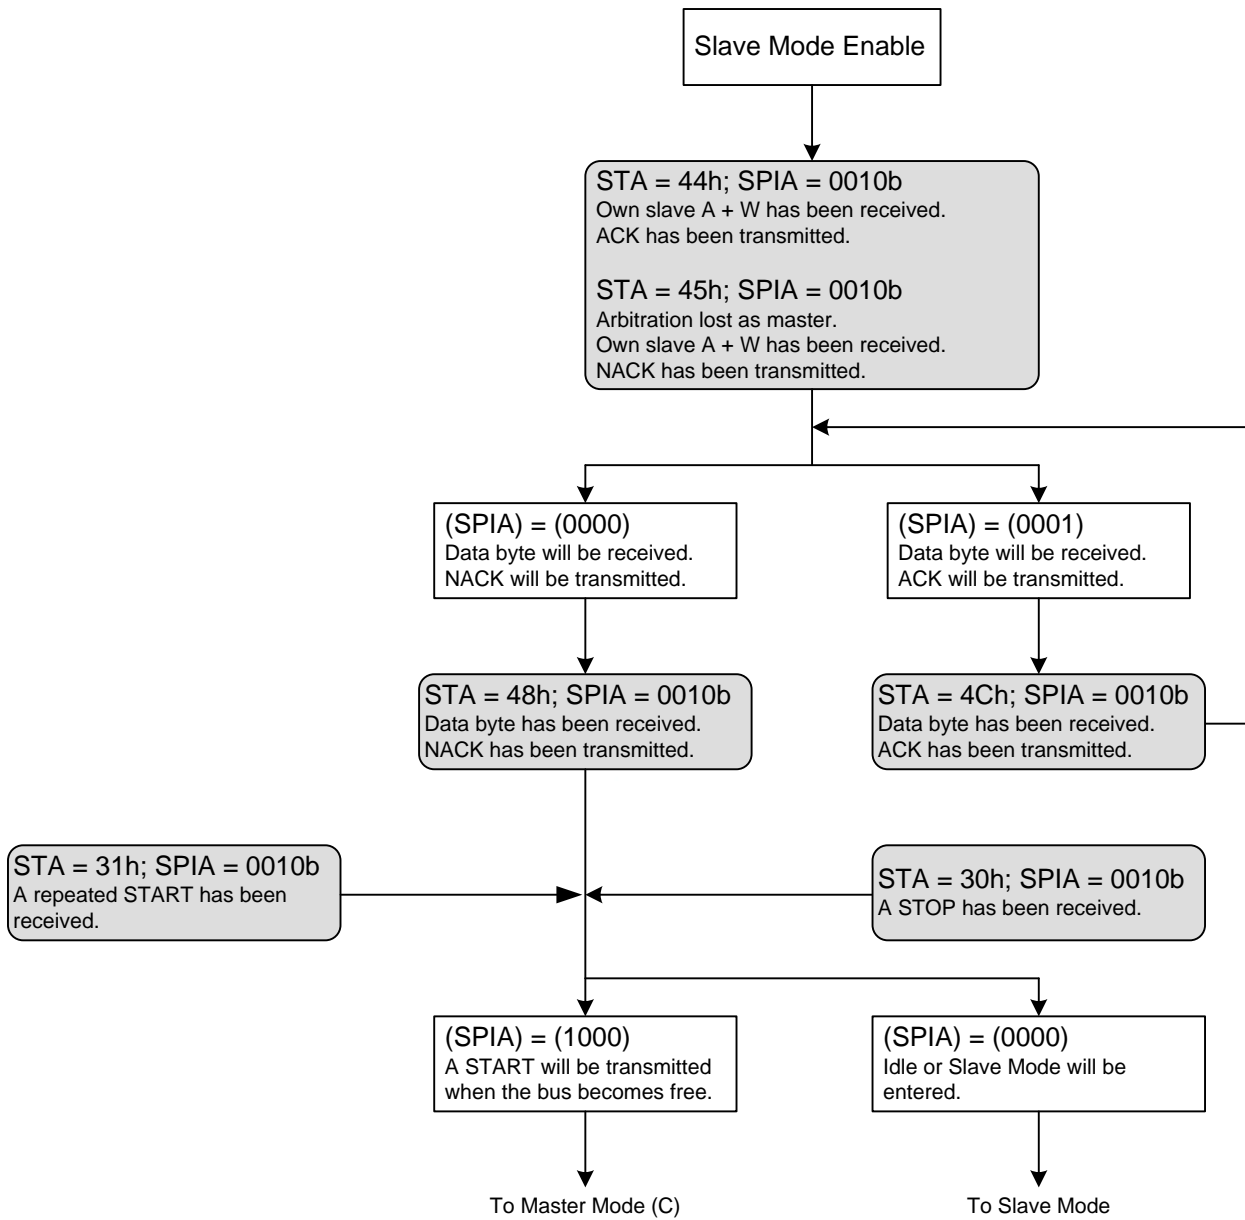 Slave Mode Enable
STA = 44h; SPIA = 0010b
Own slave A + W has been received.
ACK has been transmitted.
STA = 45h; SPIA = 0010b
Arbitration lost as master.
Own slave A + W has been received.
NACK has been transmitted.
(SPIA) = (0000)
Data byte will be received.
NACK will be transmitted.
(SPIA) = (0001)
Data byte will be received.
ACK will be transmitted.
STA = 48h; SPIA = 0010b
Data byte has been received.
NACK has been transmitted.
STA = 4Ch; SPIA = 0010b
Data byte has been received.
ACK has been transmitted.
STA = 31h; SPIA = 0010b
A repeated START has been
received.
STA = 30h; SPIA = 0010b
A STOP has been received.
(SPIA) = (1000)
A START will be transmitted
when the bus becomes free.
(SPIA) = (0000)
Idle or Slave Mode will be
entered.
To Master Mode (C)
To Slave Mode